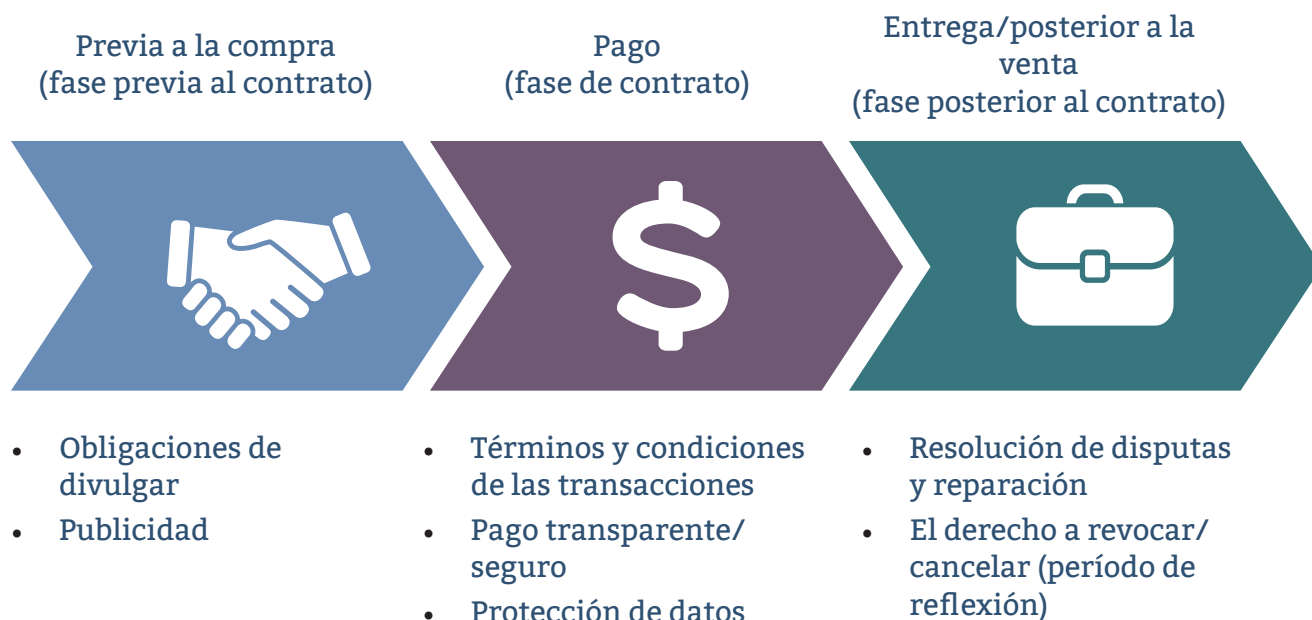 Previa a la compra
(fase previa al contrato)
Pago
(fase de contrato)
Entrega/posterior a la
venta
(fase posterior al contrato)
$
• Obligaciones de
divulgar
• Publicidad
• Términos y condiciones
de las transacciones
• Pago transparente/
seguro
• Protección de datos
• Resolución de disputas
y reparación
• El derecho a revocar/
cancelar (período de
reflexión)